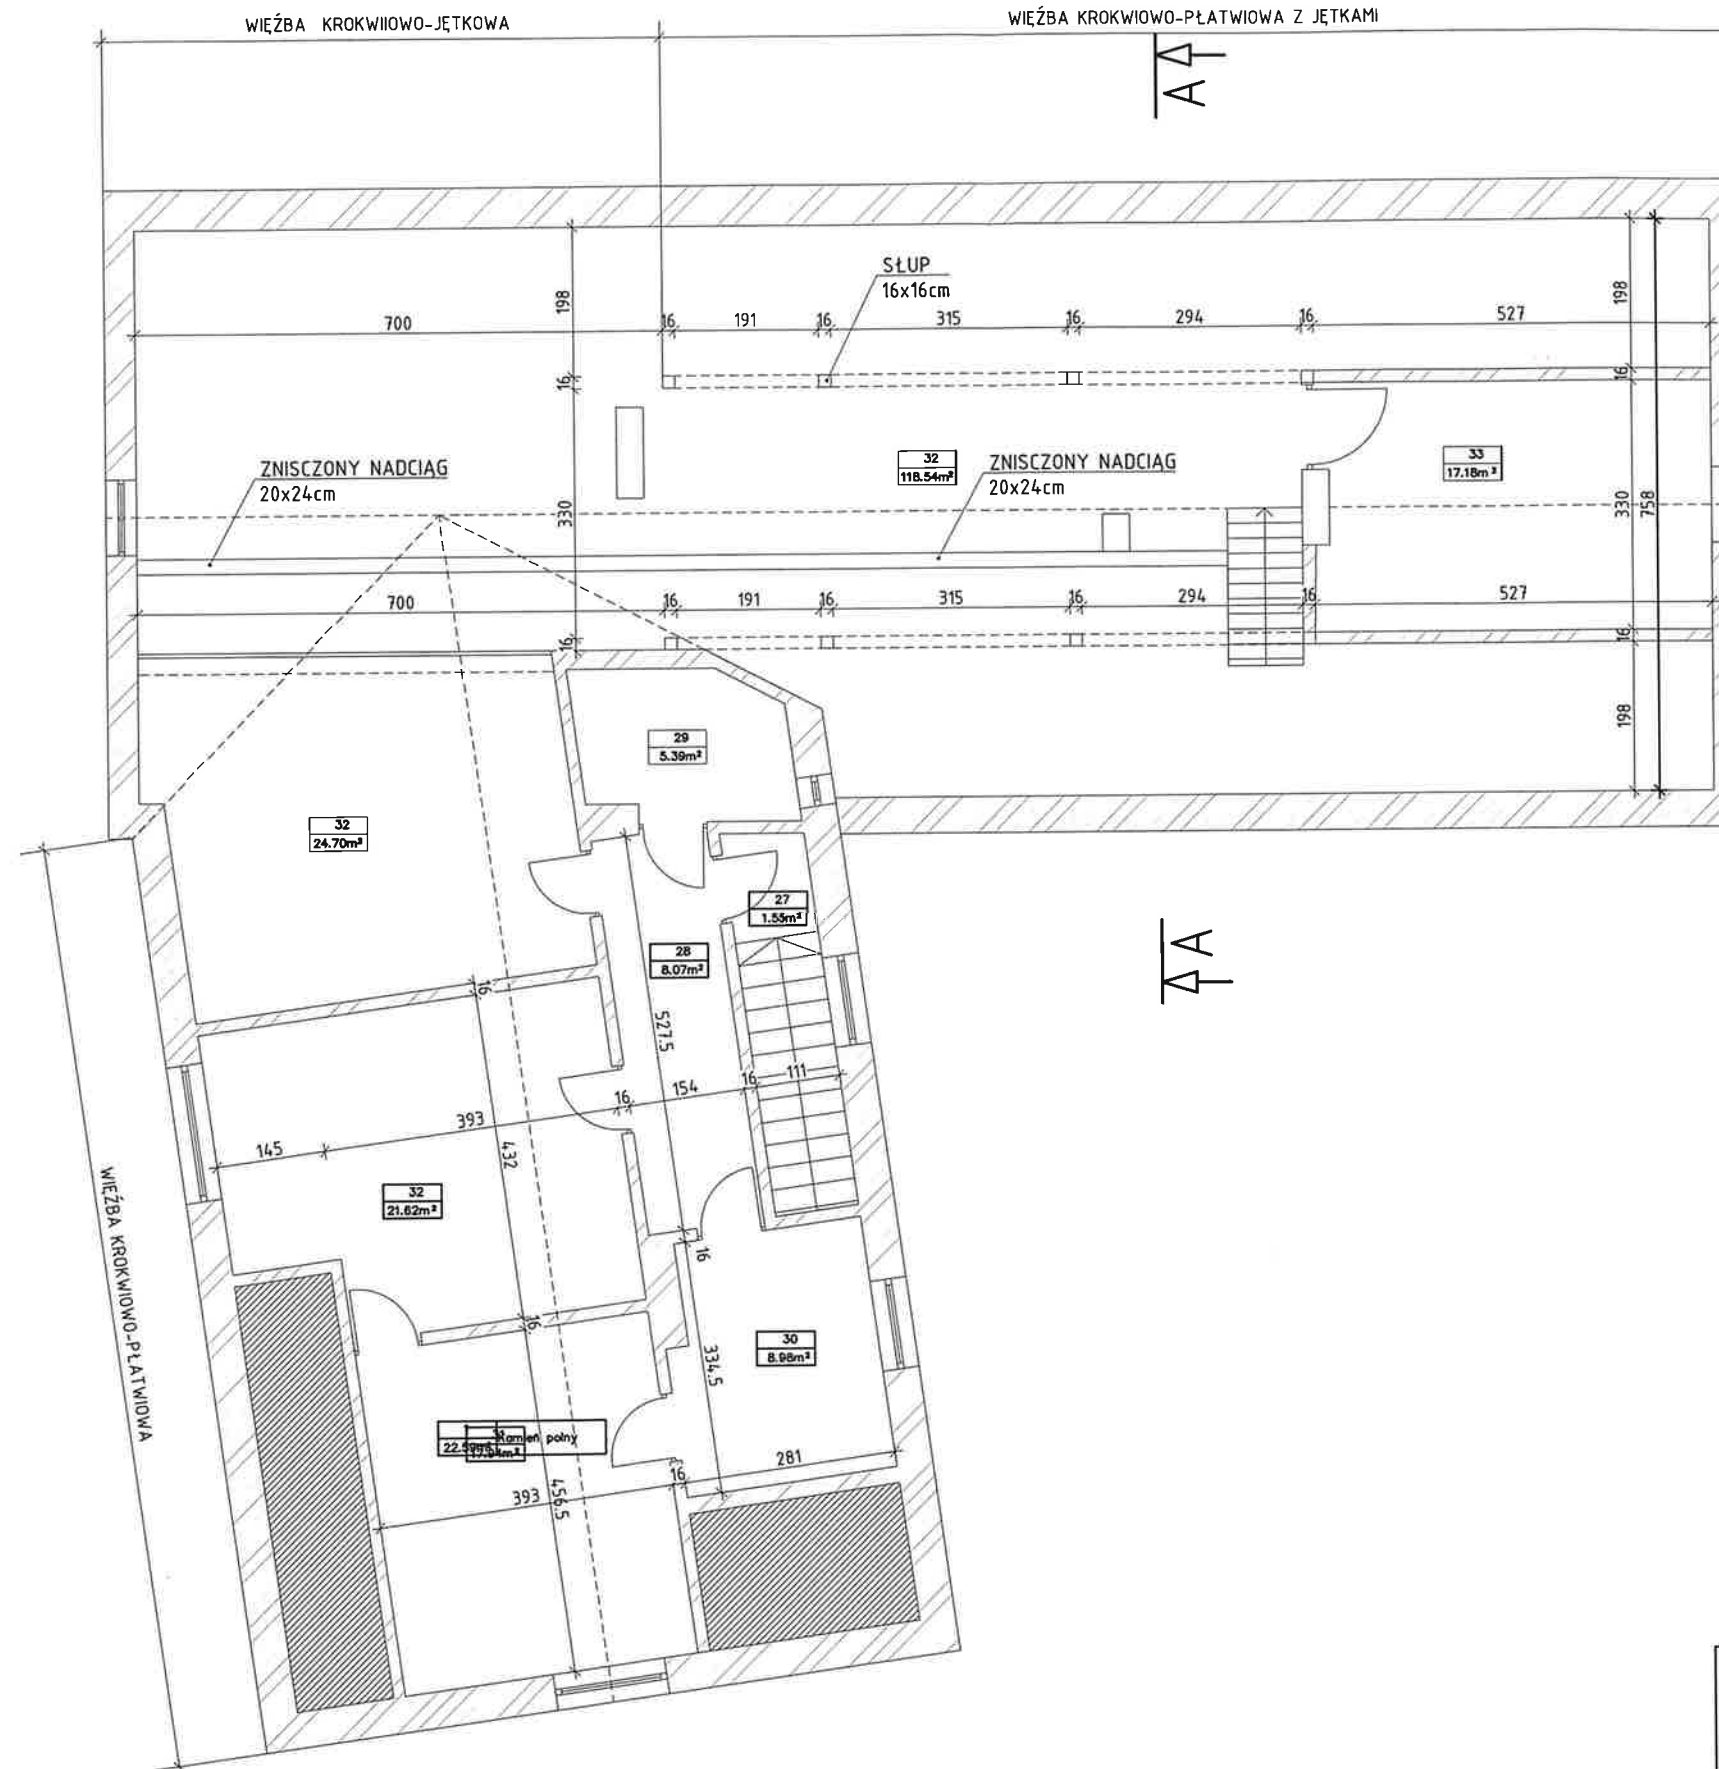 WIĘŹBA KROKWIIOWO-JĘTKOWA
WIĘŹBA KROKWIOWO-PŁATWIOWA Z JĘTKAMI
A
SŁUP
16x16cm
198
198
700
16
191
16
315
16
294
16
527
16
16
ZNISCZONY NADCIĄG
20x24cm
32
118.54m²
ZNISCZONY NADCIĄG
20x24cm
33
17.18m²
330
330
758
700
16
191
16
315
16
294
16
527
16
16
198
29
5.39m²
32
24.70m²
27
1.55m²
28
8.07m²
A
16
527.5
145
393
16
154
16
111
432
32
21.62m²
WIĘŹBA KROKWIOWO-PŁATWIOWA
16
16
30
8.98m²
334.5
Kamień polny
393
16
281
456.5